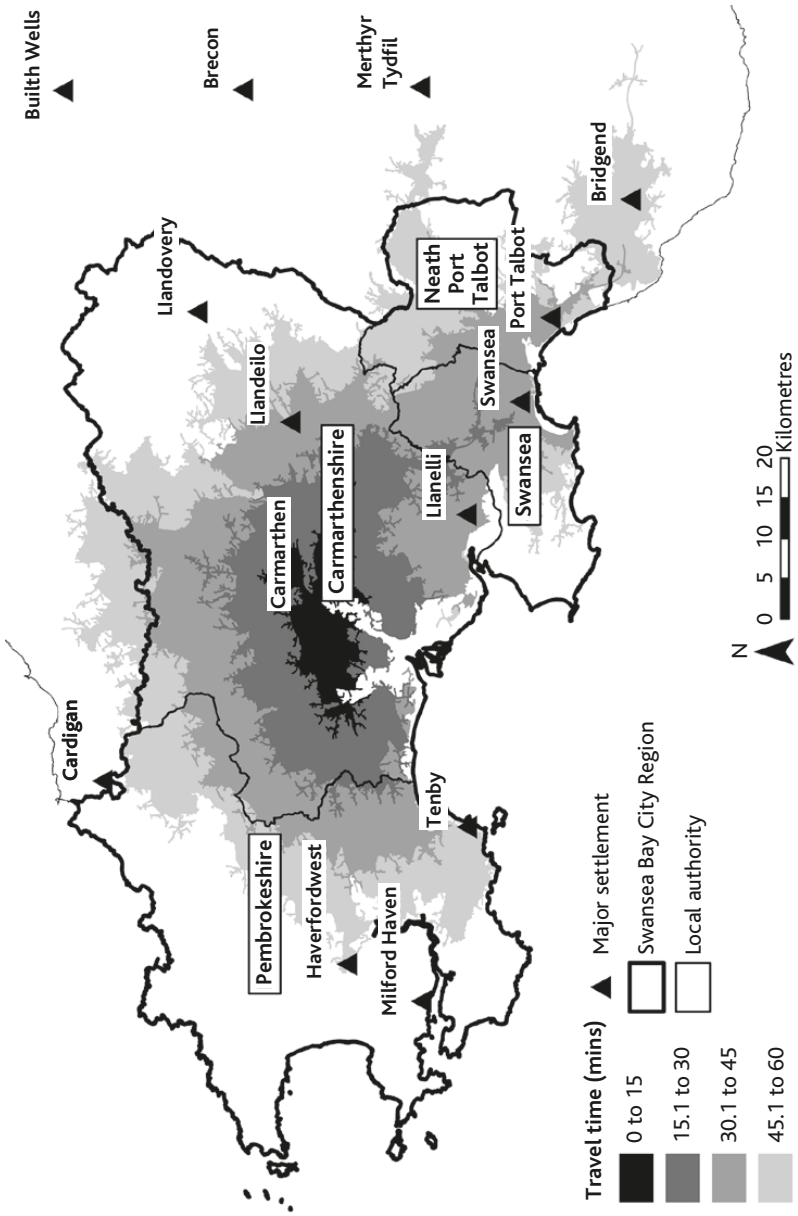 Builth Wells
Brecon
Merthyr
Tydfil
Llandovery
Bridgend
Neath
Port
Talbot
Port Talbot
Llandeilo
Swansea
Carmarthenshire
Llanelli
Swansea
Carmarthen
Cardigan
Tenby
Pembrokeshire
Haverfordwest
Milford Haven
N
0 5 10 15 20
Kilometres
Travel time (mins)
0 to 15
15.1 to 30
30.1 to 45
45.1 to 60
Major settlement
Swansea Bay City Region
Local authority